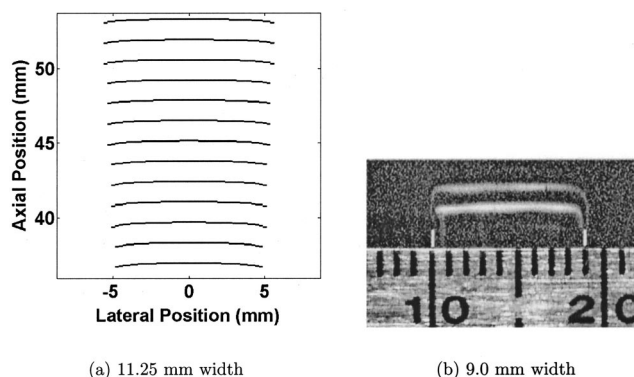 50
45
40
-5 0 5
Axial Position (mm)
Lateral Position (mm)
10 20
(a) 11.25 mm width
(b) 9.0 mm width